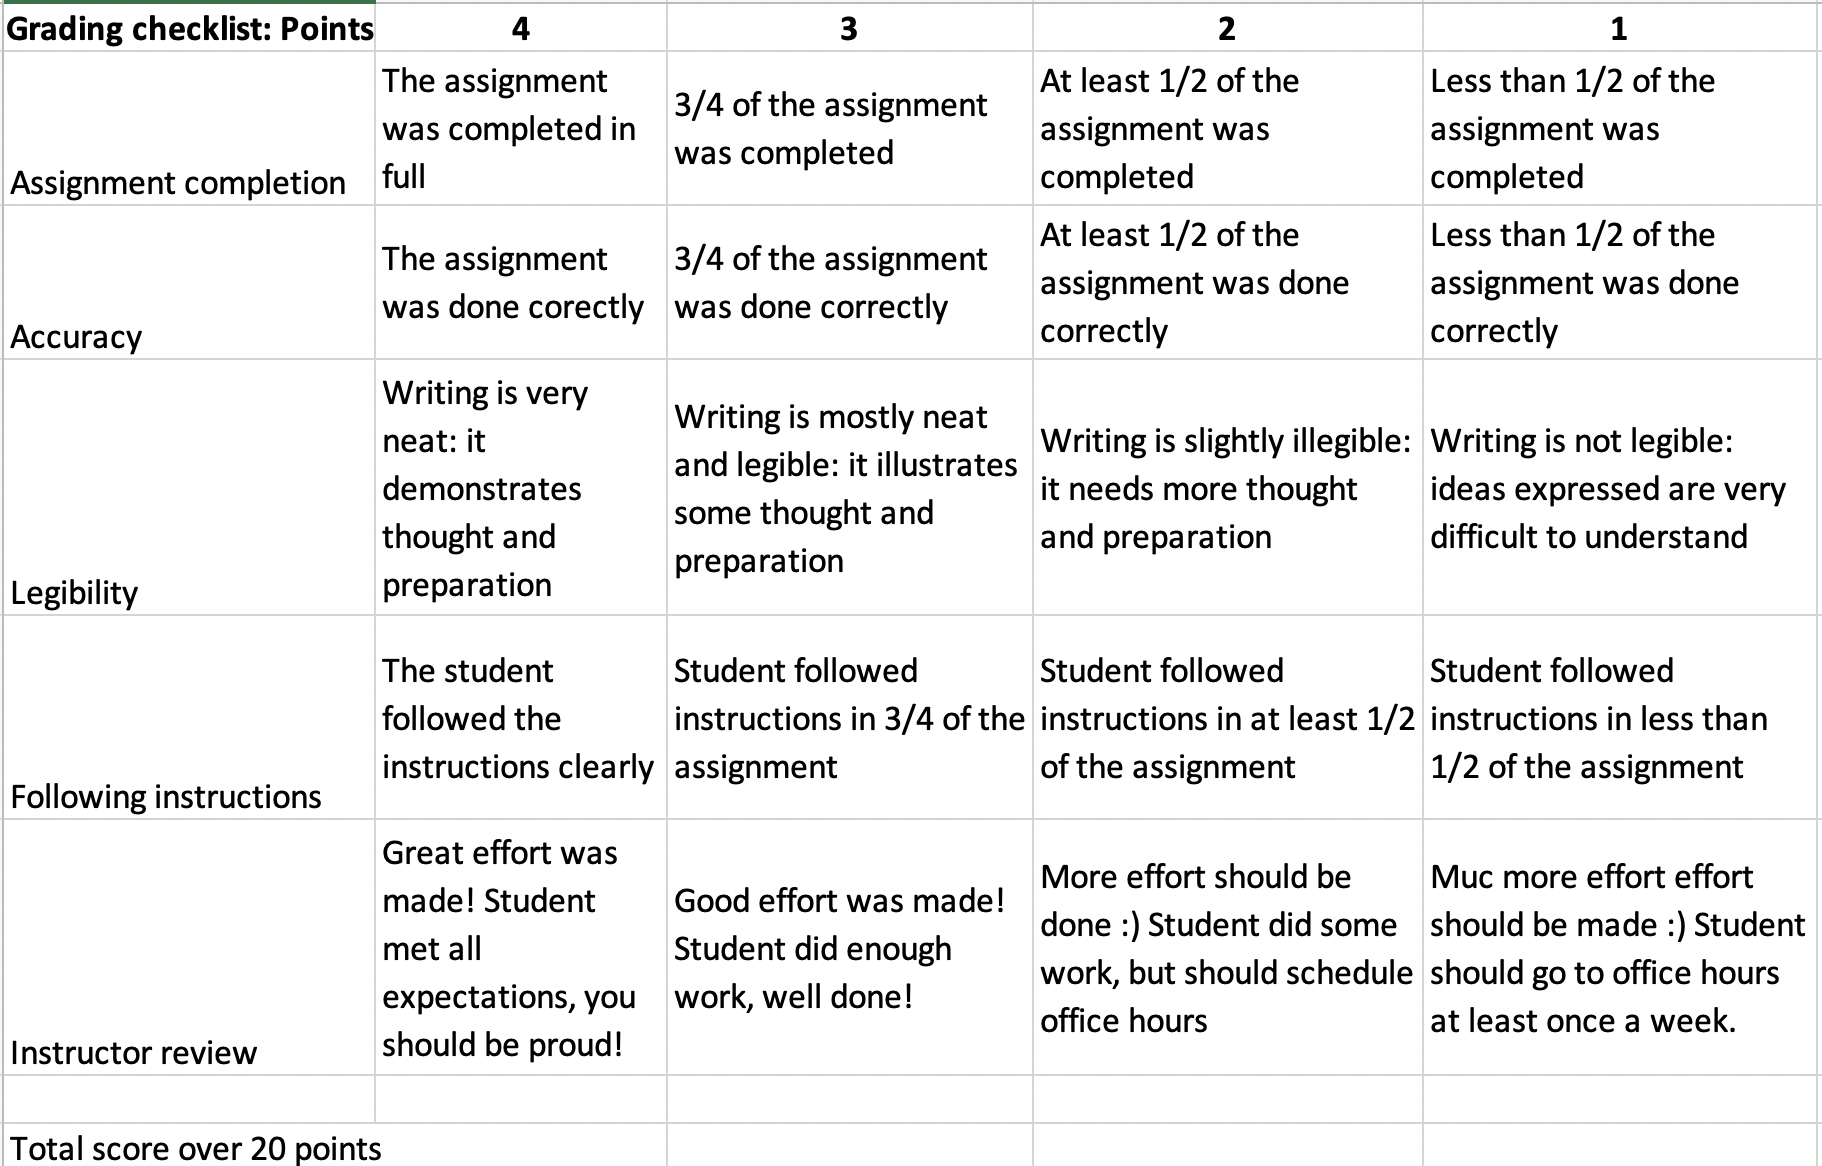 Grading checklist: Points 4 3 2 1
Assignment completion
The assignment
was completed in
full
3/4 of the assignment
was completed
At least 1/2 of the
assignment was
completed
Less than 1/2 of the
assignment was
completed
Accuracy
The assignment
was done corectly
3/4 of the assignment
was done correctly
At least 1/2 of the
assignment was done
correctly
Less than 1/2 of the
assignment was done
correctly
Legibility
Writing is very
neat: it
demonstrates
thought and
preparation
Writing is mostly neat
and legible: it illustrates
some thought and
preparation
Writing is slightly illegible:
it needs more thought
and preparation
Writing is not legible:
ideas expressed are very
difficult to understand
Following instructions
The student
followed the
instructions clearly
Student followed
instructions in 3/4 of the
assignment
Student followed
instructions in at least 1/2
of the assignment
Student followed
instructions in less than
1/2 of the assignment
Instructor review
Great effort was
made! Student
met all
expectations, you
should be proud!
Good effort was made!
Student did enough
work, well done!
More effort should be
done :) Student did some
work, but should schedule
office hours
Muc more effort effort
should be made :) Student
should go to office hours
at least once a week.
Total score over 20 points